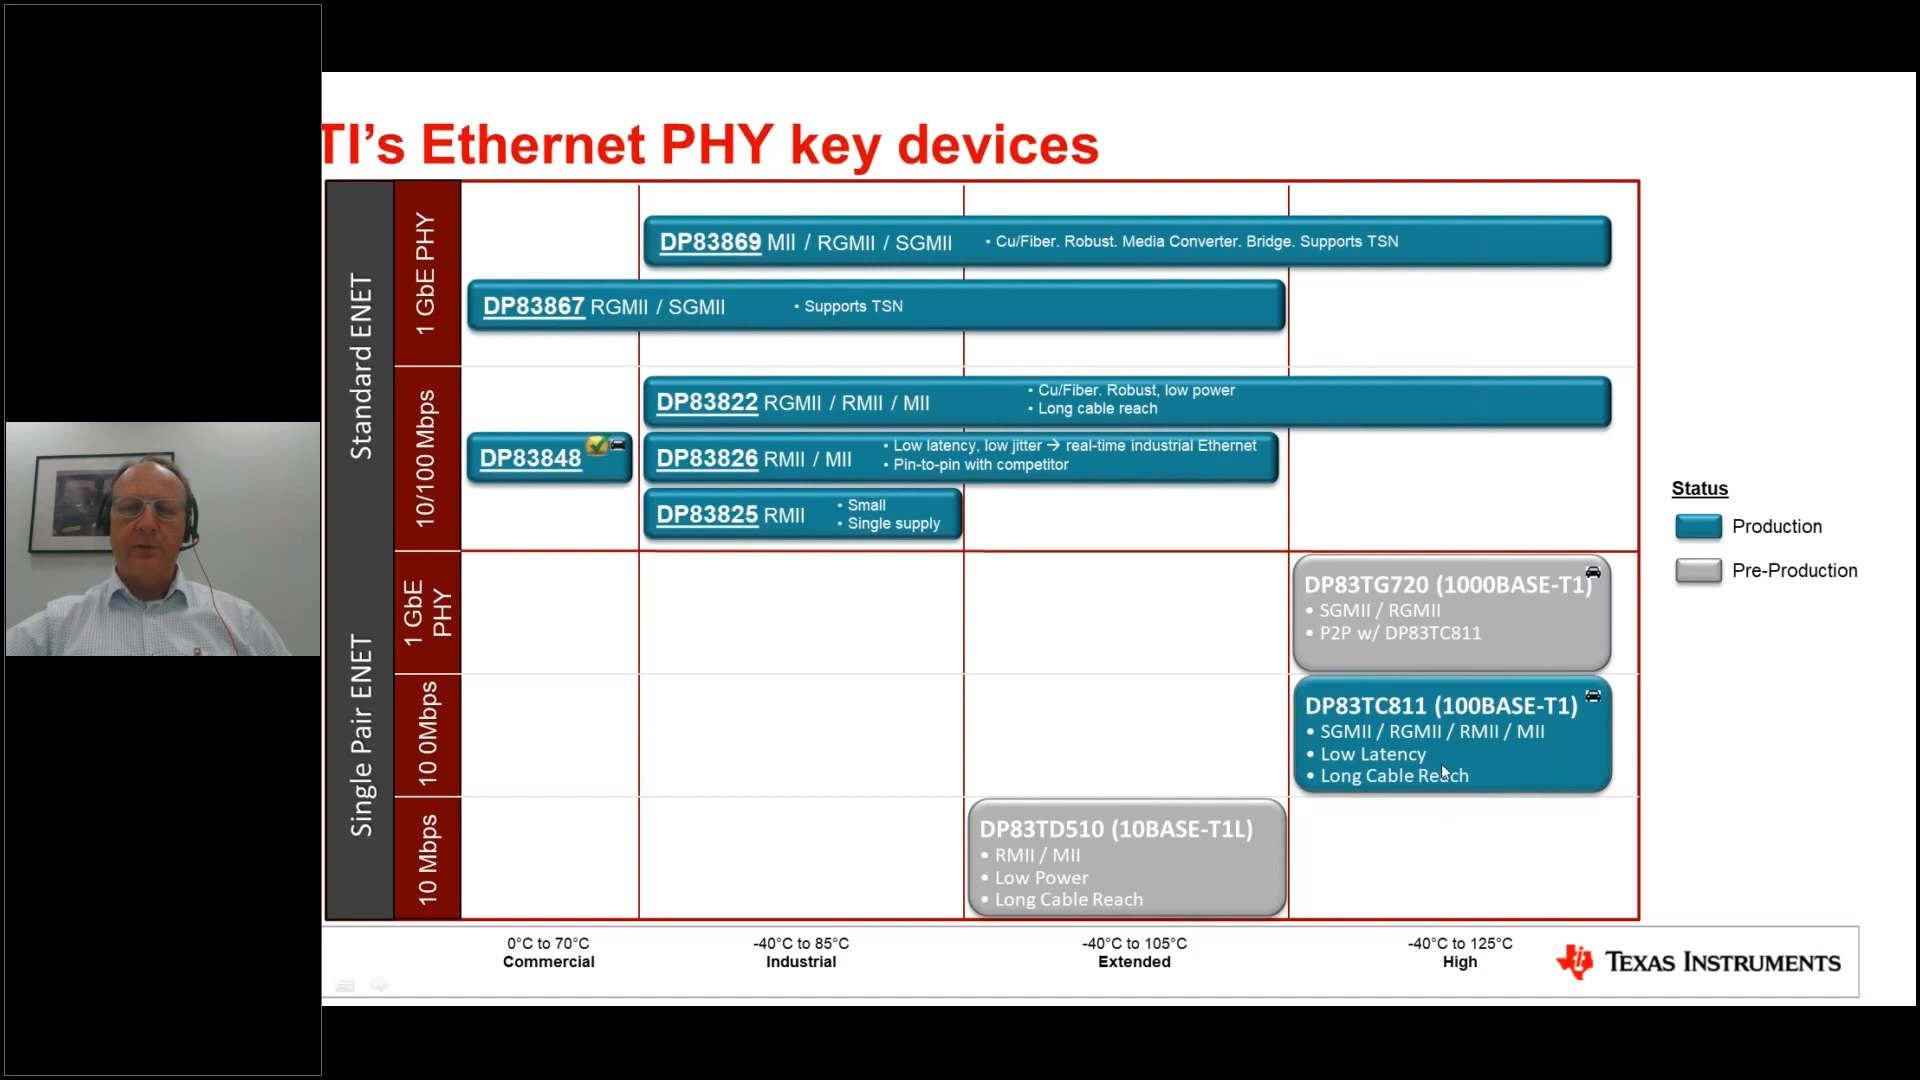 TI’s Ethernet PHY key devices
Standard ENET
1 GbE PHY
DP83869 MII / RGMII / SGMII
• Cu/Fiber. Robust. Media Converter. Bridge. Supports TSN
DP83867 RGMII / SGMII
• Supports TSN
10/100 Mbps
DP83822 RGMII / RMII / MII
• Cu/Fiber. Robust, low power
• Long cable reach
DP83848
DP83826 RMII / MII
• Low latency, low jitter → real-time industrial Ethernet
• Pin-to-pin with competitor
DP83825 RMII
• Small
• Single supply
Single Pair ENET
1 GbE
PHY
DP83TG720 (1000BASE-T1)
• SGMII / RGMII
• P2P w/ DP83TC811
10 0Mbps
DP83TC811 (100BASE-T1)
• SGMII / RGMII / RMII / MII
• Low Latency
• Long Cable Reach
10 Mbps
DP83TD510 (10BASE-T1L)
• RMII / MII
• Low Power
• Long Cable Reach
Status
Production
Pre-Production
0°C to 70°C
Commercial
-40°C to 85°C
Industrial
-40°C to 105°C
Extended
-40°C to 125°C
High
TEXAS INSTRUMENTS